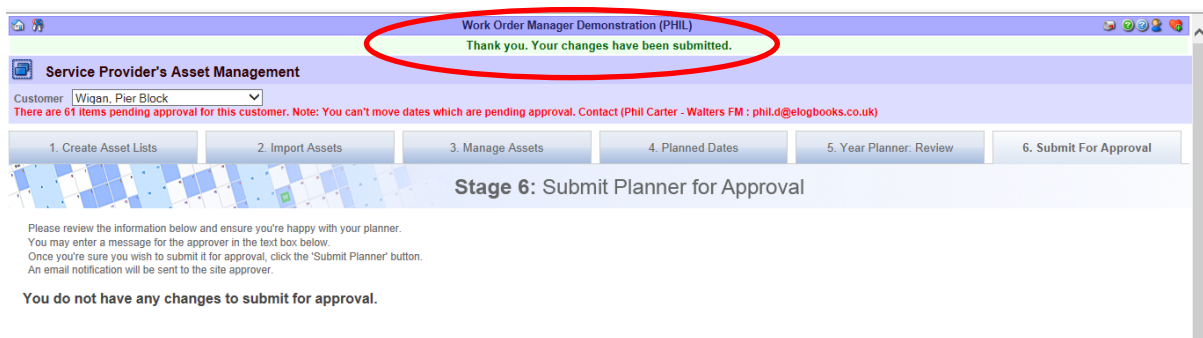 Work Order Manager Demonstration (PHIL)
Thank you. Your changes have been submitted.
Service Provider's Asset Management
Customer Wigan, Pier Block
There are 61 items pending approval for this customer. Note: You can't move dates which are pending approval. Contact (Phil Carter - Walters FM : phil.d@elogbooks.co.uk)
1. Create Asset Lists 2. Import Assets 3. Manage Assets 4. Planned Dates 5. Year Planner: Review 6. Submit For Approval
Stage 6: Submit Planner for Approval
Please review the information below and ensure you're happy with your planner.
You may enter a message for the approver in the text box below.
Once you're sure you wish to submit it for approval, click the 'Submit Planner' button.
An email notification will be sent to the site approver.
You do not have any changes to submit for approval.